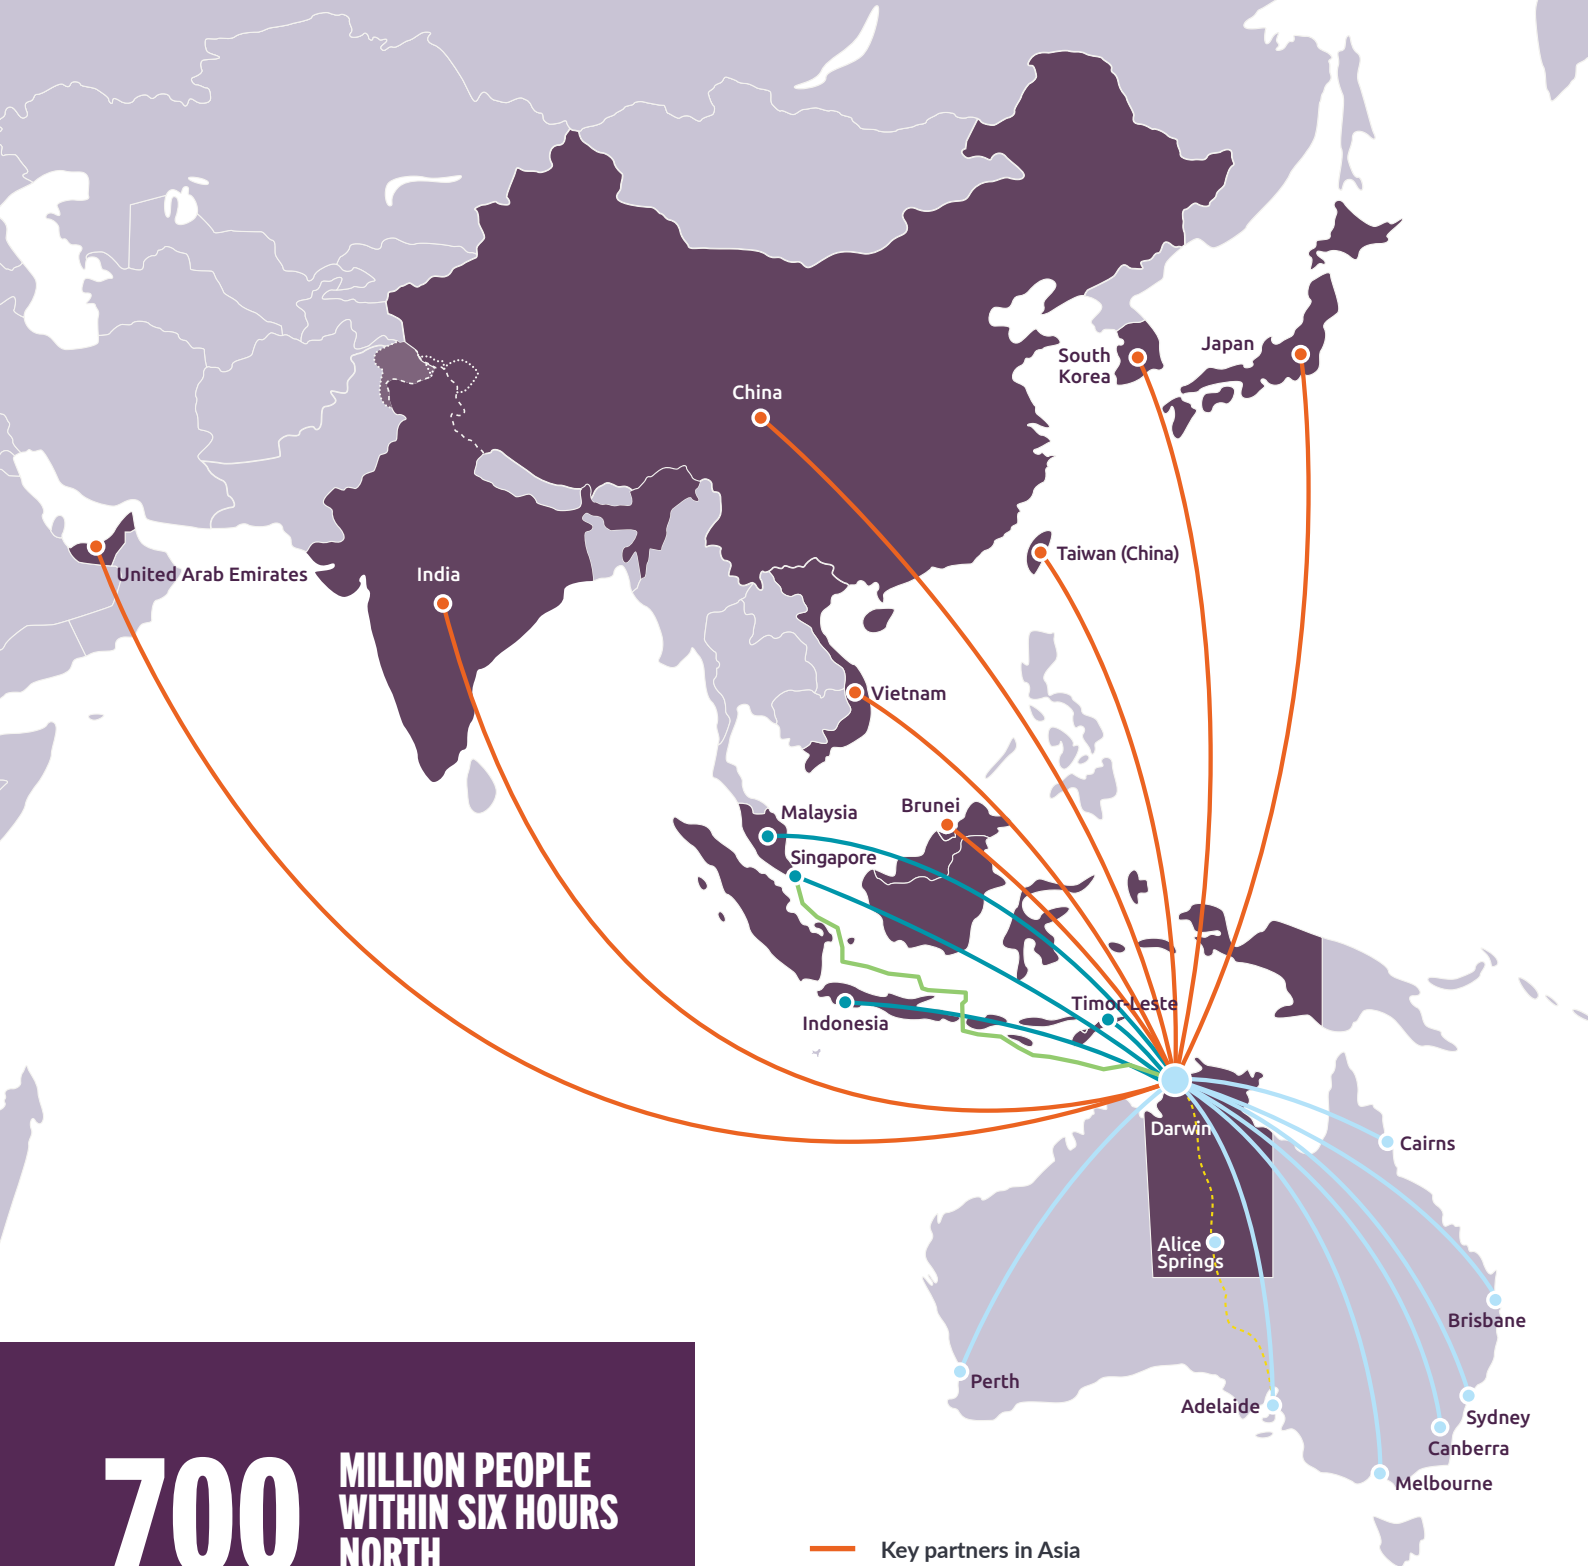 China
South
Korea
Japan
Taiwan (China)
United Arab Emirates
India
Vietnam
Malaysia
Brunei
Singapore
Indonesia
Timor-Leste
Darwin
Cairns
Alice
Springs
Brisbane
Perth
Adelaide
Sydney
Canberra
Melbourne
700
MILLION PEOPLE
WITHIN SIX HOURS
NORTH
Key partners in Asia